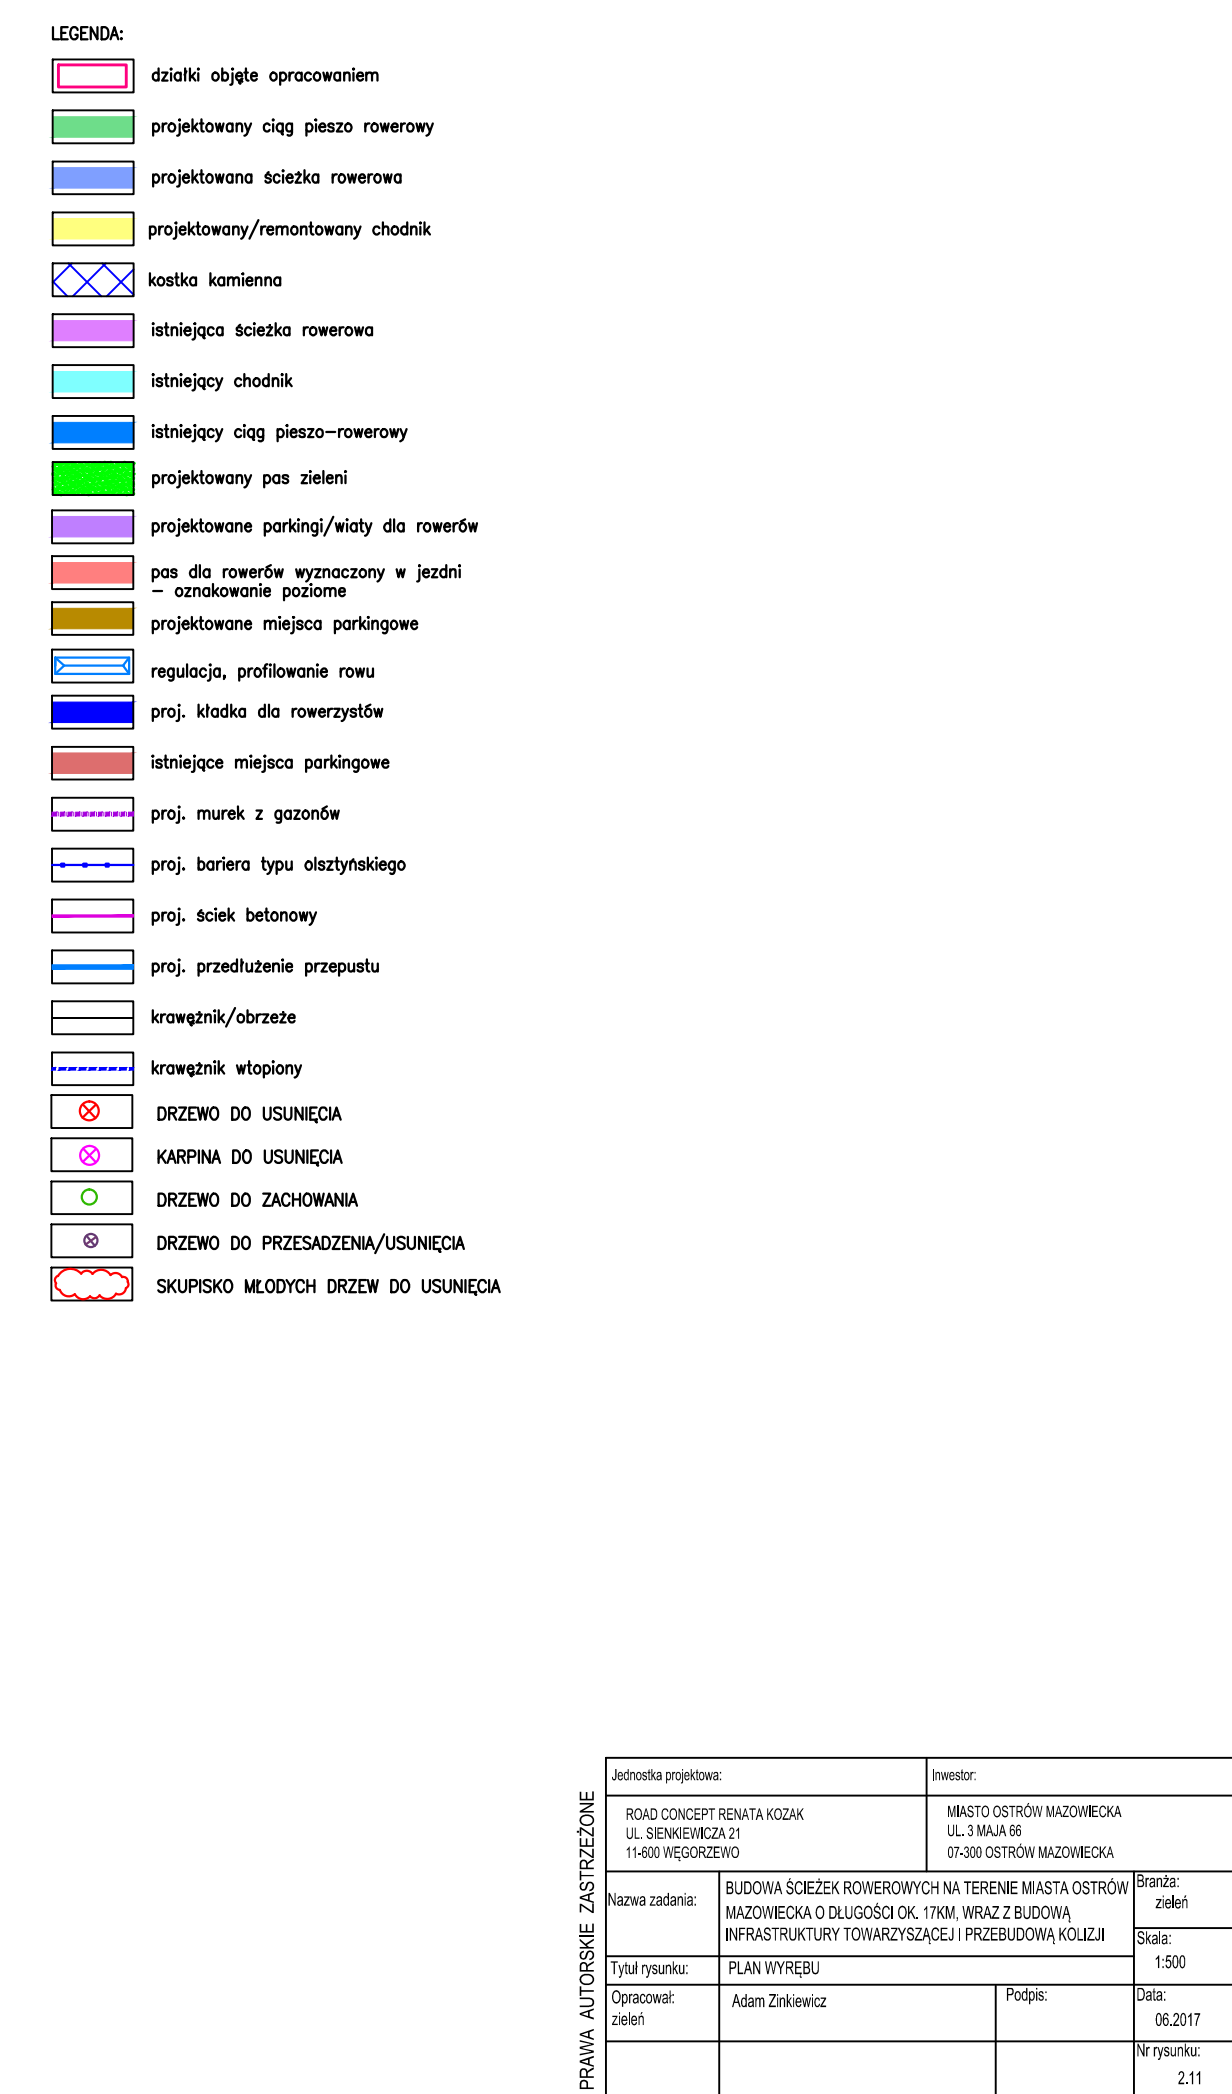 LEGENDA:
działki objęte opracowaniem
projektowany ciąg pieszo rowerowy
projektowana ścieżka rowerowa
projektowany/remontowany chodnik
kostka kamienna
istniejąca ścieżka rowerowa
istniejący chodnik
istniejący ciąg pieszo-rowerowy
projektowany pas zieleni
projektowane parkingi/wiaty dla rowerów
pas dla rowerów wyznaczony w jezdni
- oznakowanie poziome
projektowane miejsca parkingowe
regulacja, profilowanie rowu
proj. kładka dla rowerzystów
istniejące miejsca parkingowe
proj. murek z gazonów
proj. bariera typu olsztyńskiego
proj. ściek betonowy
proj. przedłużenie przepustu
krawężnik/obrzeże
krawężnik wtopiony
DRZEWO DO USUNIĘCIA
KARPINA DO USUNIĘCIA
DRZEWO DO ZACHOWANIA
DRZEWO DO PRZESADZENIA/USUNIĘCIA
SKUPISKO MŁODYCH DRZEW DO USUNIĘCIA
PRAWA AUTORSKIE ZASTRZEŻONE
Jednostka projektowa:
ROAD CONCEPT RENATA KOZAK
UL. SIENKIEWICZA 21
11-600 WĘGORZEWO
Inwestor:
MIASTO OSTRÓW MAZOWIECKA
UL. 3 MAJA 66
07-300 OSTRÓW MAZOWIECKA
Nazwa zadania:
BUDOWA ŚCIEŻEK ROWEROWYCH NA TERENIE MIASTA OSTRÓW
MAZOWIECKA O DŁUGOŚCI OK. 17KM, WRAZ Z BUDOWĄ
INFRASTRUKTURY TOWARZYSZĄCEJ I PRZEBUDOWĄ KOLIZJI
Branża:
zieleń
Skala:
1:500
Tytuł rysunku:
PLAN WYRĘBU
Opracował:
zieleń
Adam Zinkiewicz
Podpis:
Data:
06.2017
Nr rysunku:
2.11